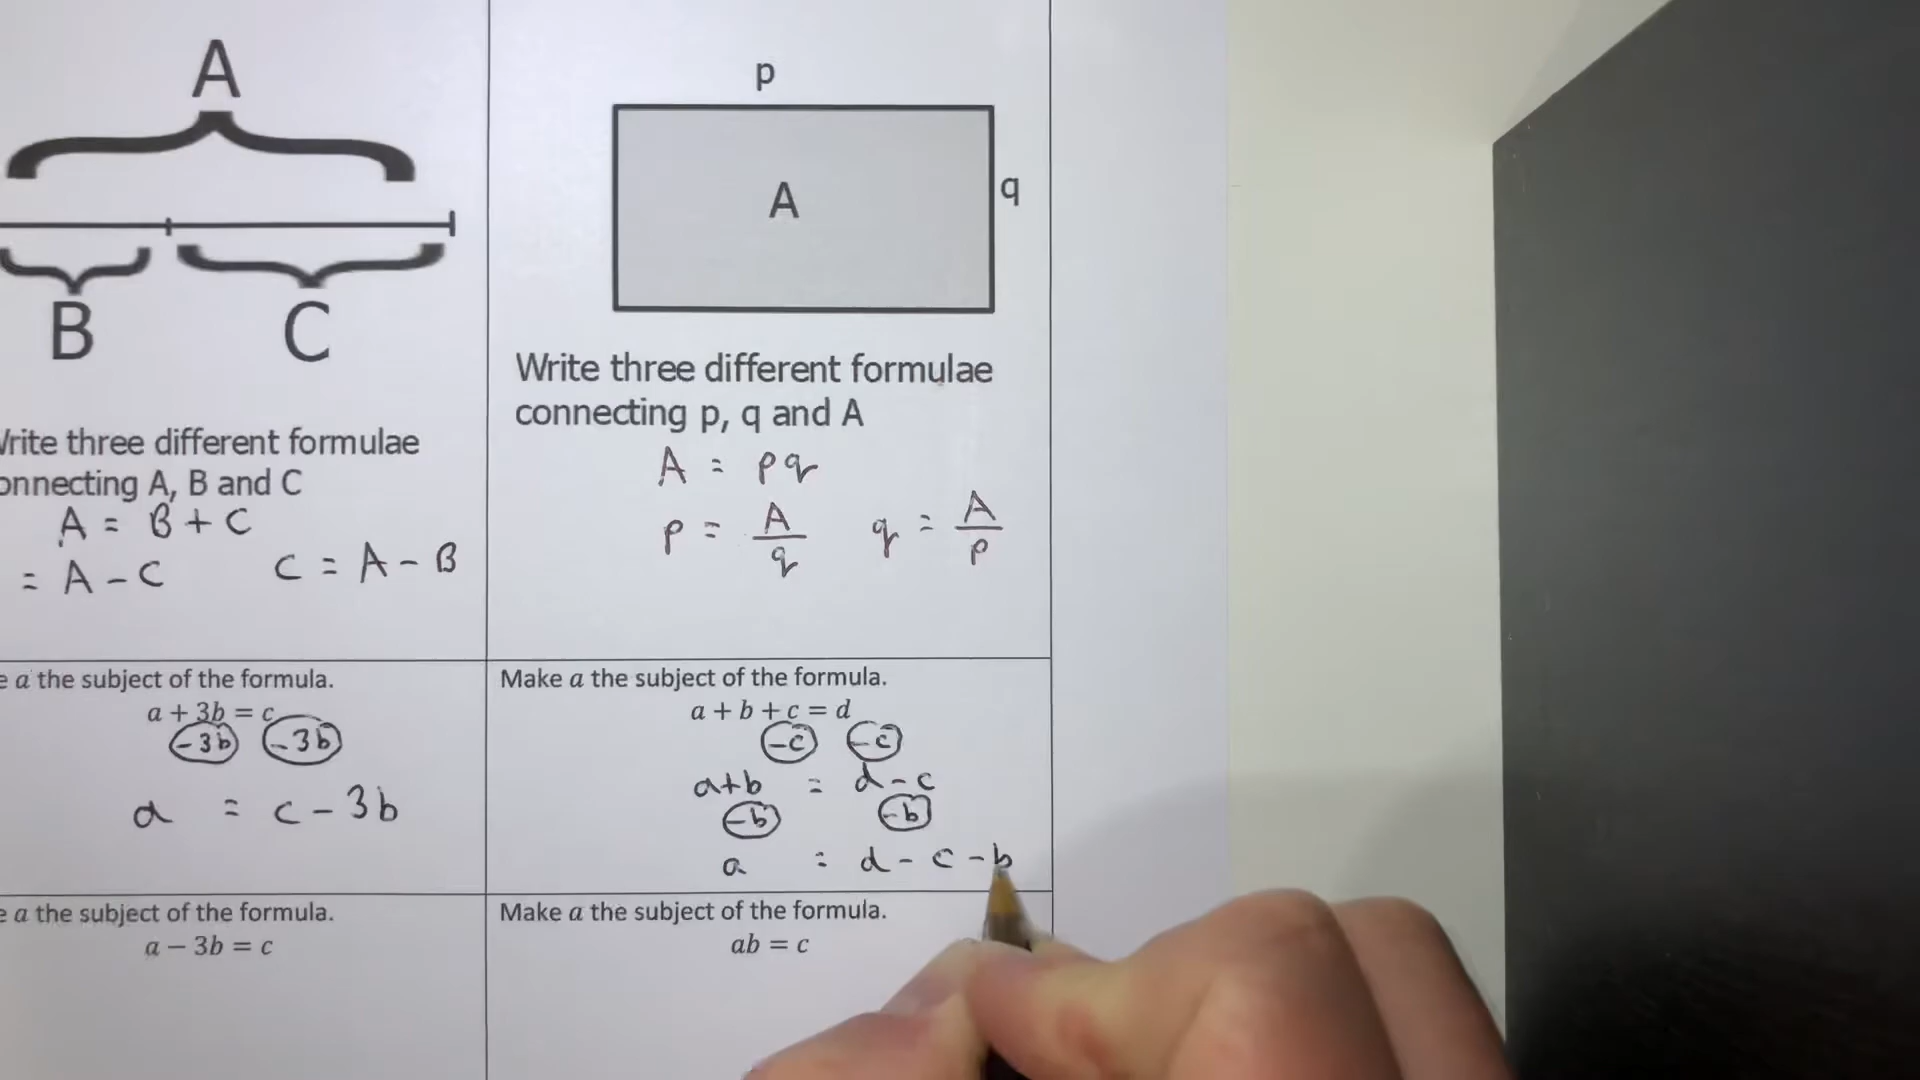 A
B
C
Write three different formulae
connecting A, B and C
A = B + C
= A - C
C = A - B
p
A
q
Write three different formulae
connecting p, q and A
A = pq
p = A/q
q = A/p
a the subject of the formula.
a + 3b = c
-3b -3b
a = c - 3b
Make a the subject of the formula.
a + b + c = d
-c -c
a+b = d-c
-b -b
a = d - c - b
a the subject of the formula.
a − 3b = c
Make a the subject of the formula.
ab = c